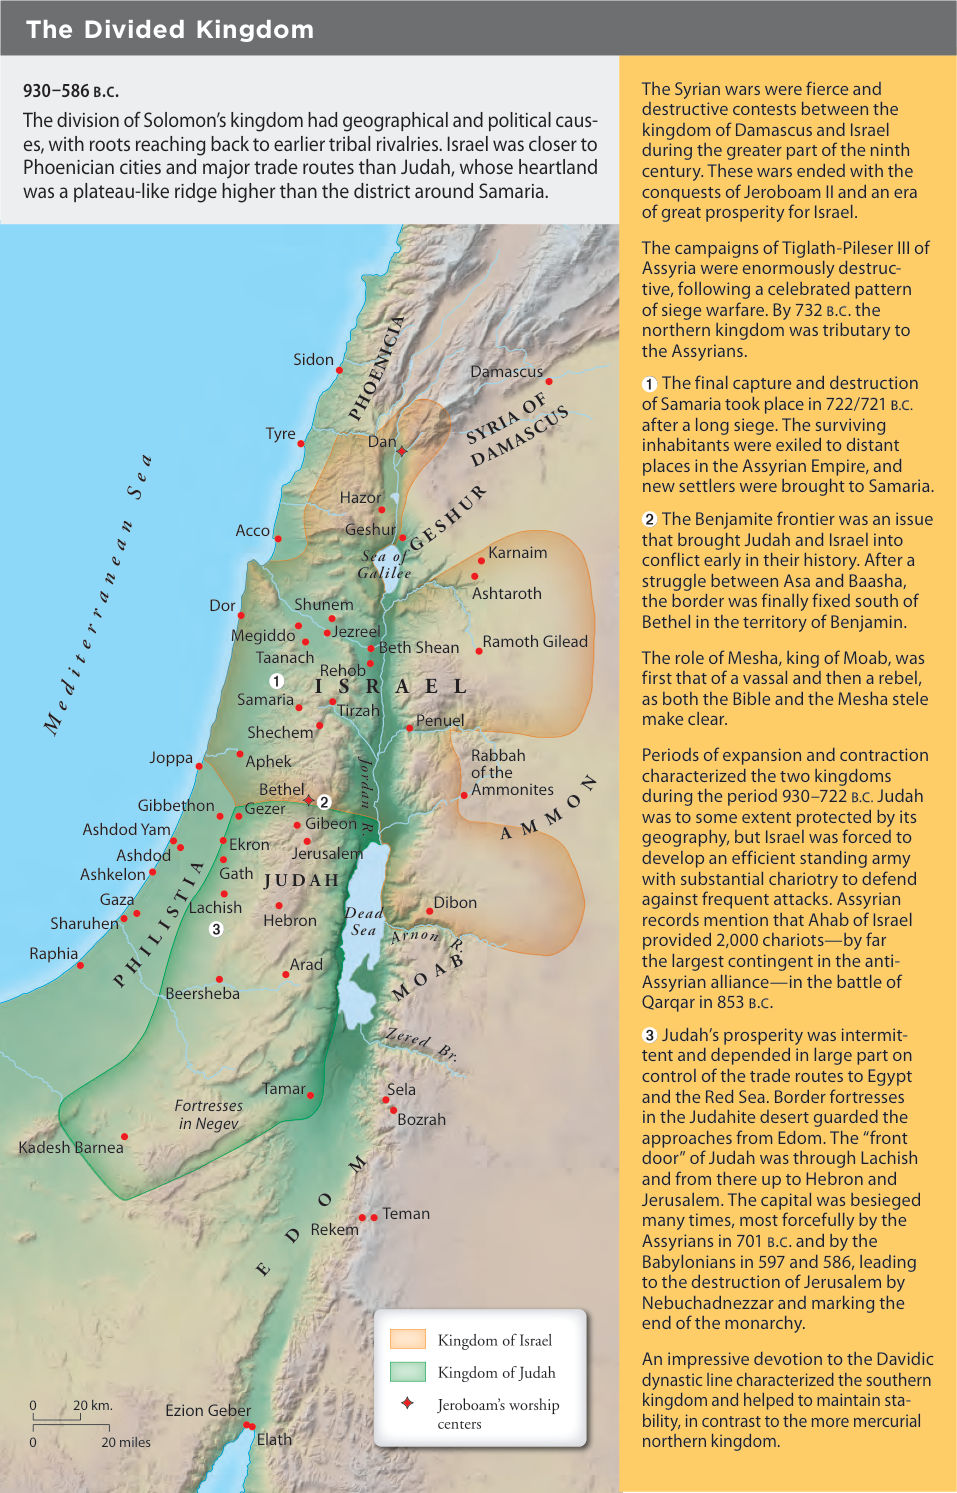 The Divided Kingdom
930–586 B.C.
The division of Solomon’s kingdom had geographical and political caus-
es, with roots reaching back to earlier tribal rivalries. Israel was closer to
Phoenician cities and major trade routes than Judah, whose heartland
was a plateau-like ridge higher than the district around Samaria.
The Syrian wars were fierce and
destructive contests between the
kingdom of Damascus and Israel
during the greater part of the ninth
century. These wars ended with the
conquests of Jeroboam II and an era
of great prosperity for Israel.
The campaigns of Tiglath-Pileser III of
Assyria were enormously destruc-
tive, following a celebrated pattern
of siege warfare. By 732 B.C. the
northern kingdom was tributary to
the Assyrians.
1 The final capture and destruction
of Samaria took place in 722/721 B.C.
after a long siege. The surviving
inhabitants were exiled to distant
places in the Assyrian Empire, and
new settlers were brought to Samaria.
2 The Benjamite frontier was an issue
that brought Judah and Israel into
conflict early in their history. After a
struggle between Asa and Baasha,
the border was finally fixed south of
Bethel in the territory of Benjamin.
The role of Mesha, king of Moab, was
first that of a vassal and then a rebel,
as both the Bible and the Mesha stele
make clear.
Periods of expansion and contraction
characterized the two kingdoms
during the period 930–722 B.C. Judah
was to some extent protected by its
geography, but Israel was forced to
develop an efficient standing army
with substantial chariotry to defend
against frequent attacks. Assyrian
records mention that Ahab of Israel
provided 2,000 chariots—by far
the largest contingent in the anti-
Assyrian alliance—in the battle of
Qarqar in 853 B.C.
3 Judah’s prosperity was intermit-
tent and depended in large part on
control of the trade routes to Egypt
and the Red Sea. Border fortresses
in the Judahite desert guarded the
approaches from Edom. The “front
door” of Judah was through Lachish
and from there up to Hebron and
Jerusalem. The capital was besieged
many times, most forcefully by the
Assyrians in 701 B.C. and by the
Babylonians in 597 and 586, leading
to the destruction of Jerusalem by
Nebuchadnezzar and marking the
end of the monarchy.
An impressive devotion to the Davidic
dynastic line characterized the southern
kingdom and helped to maintain sta-
bility, in contrast to the more mercurial
northern kingdom.
Mediterranean Sea
PHOENICIA
Sidon
Damascus
SYRIA OF
DAMASCUS
Tyre
Dan
Hazor
GESHUR
Acco
Geshur
Sea of
Galilee
Karnaim
Ashtaroth
Dor
Shunem
Megiddo
Jezreel
Ramoth Gilead
Taanach
Beth Shean
Rehob
1
ISRAEL
Samaria
Tirzah
Shechem
Penuel
Joppa
Aphek
Jordan R.
Rabbah
of the
Ammonites
AMMON
Bethel
2
Gibbethon
Gezer
Gibeon
Ashdod Yam
Ekron
Jerusalem
Ashdod
Ashkelon
Gath
JUDAH
PHILISTIA
Gaza
Lachish
Hebron
Dead
Sea
Dibon
Sharuhen
3
Arnon R.
Raphia
Arad
MOAB
Beersheba
Zered Br.
Tamar
Sela
Fortresses
in Negev
Bozrah
Kadesh Barnea
EDOM
Teman
Rekem
Kingdom of Israel
Kingdom of Judah
Jeroboam’s worship
centers
0 20 km.
0 20 miles
Ezion Geber
Elath